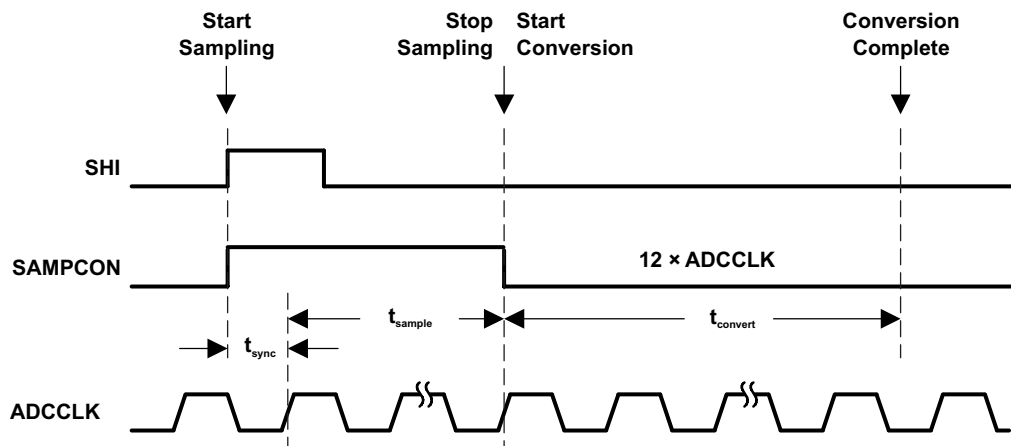 Start
Sampling
Stop
Sampling
Start
Conversion
Conversion
Complete
SHI
SAMPCON
12 × ADCCLK
tsample
tconvert
tsync
ADCCLK